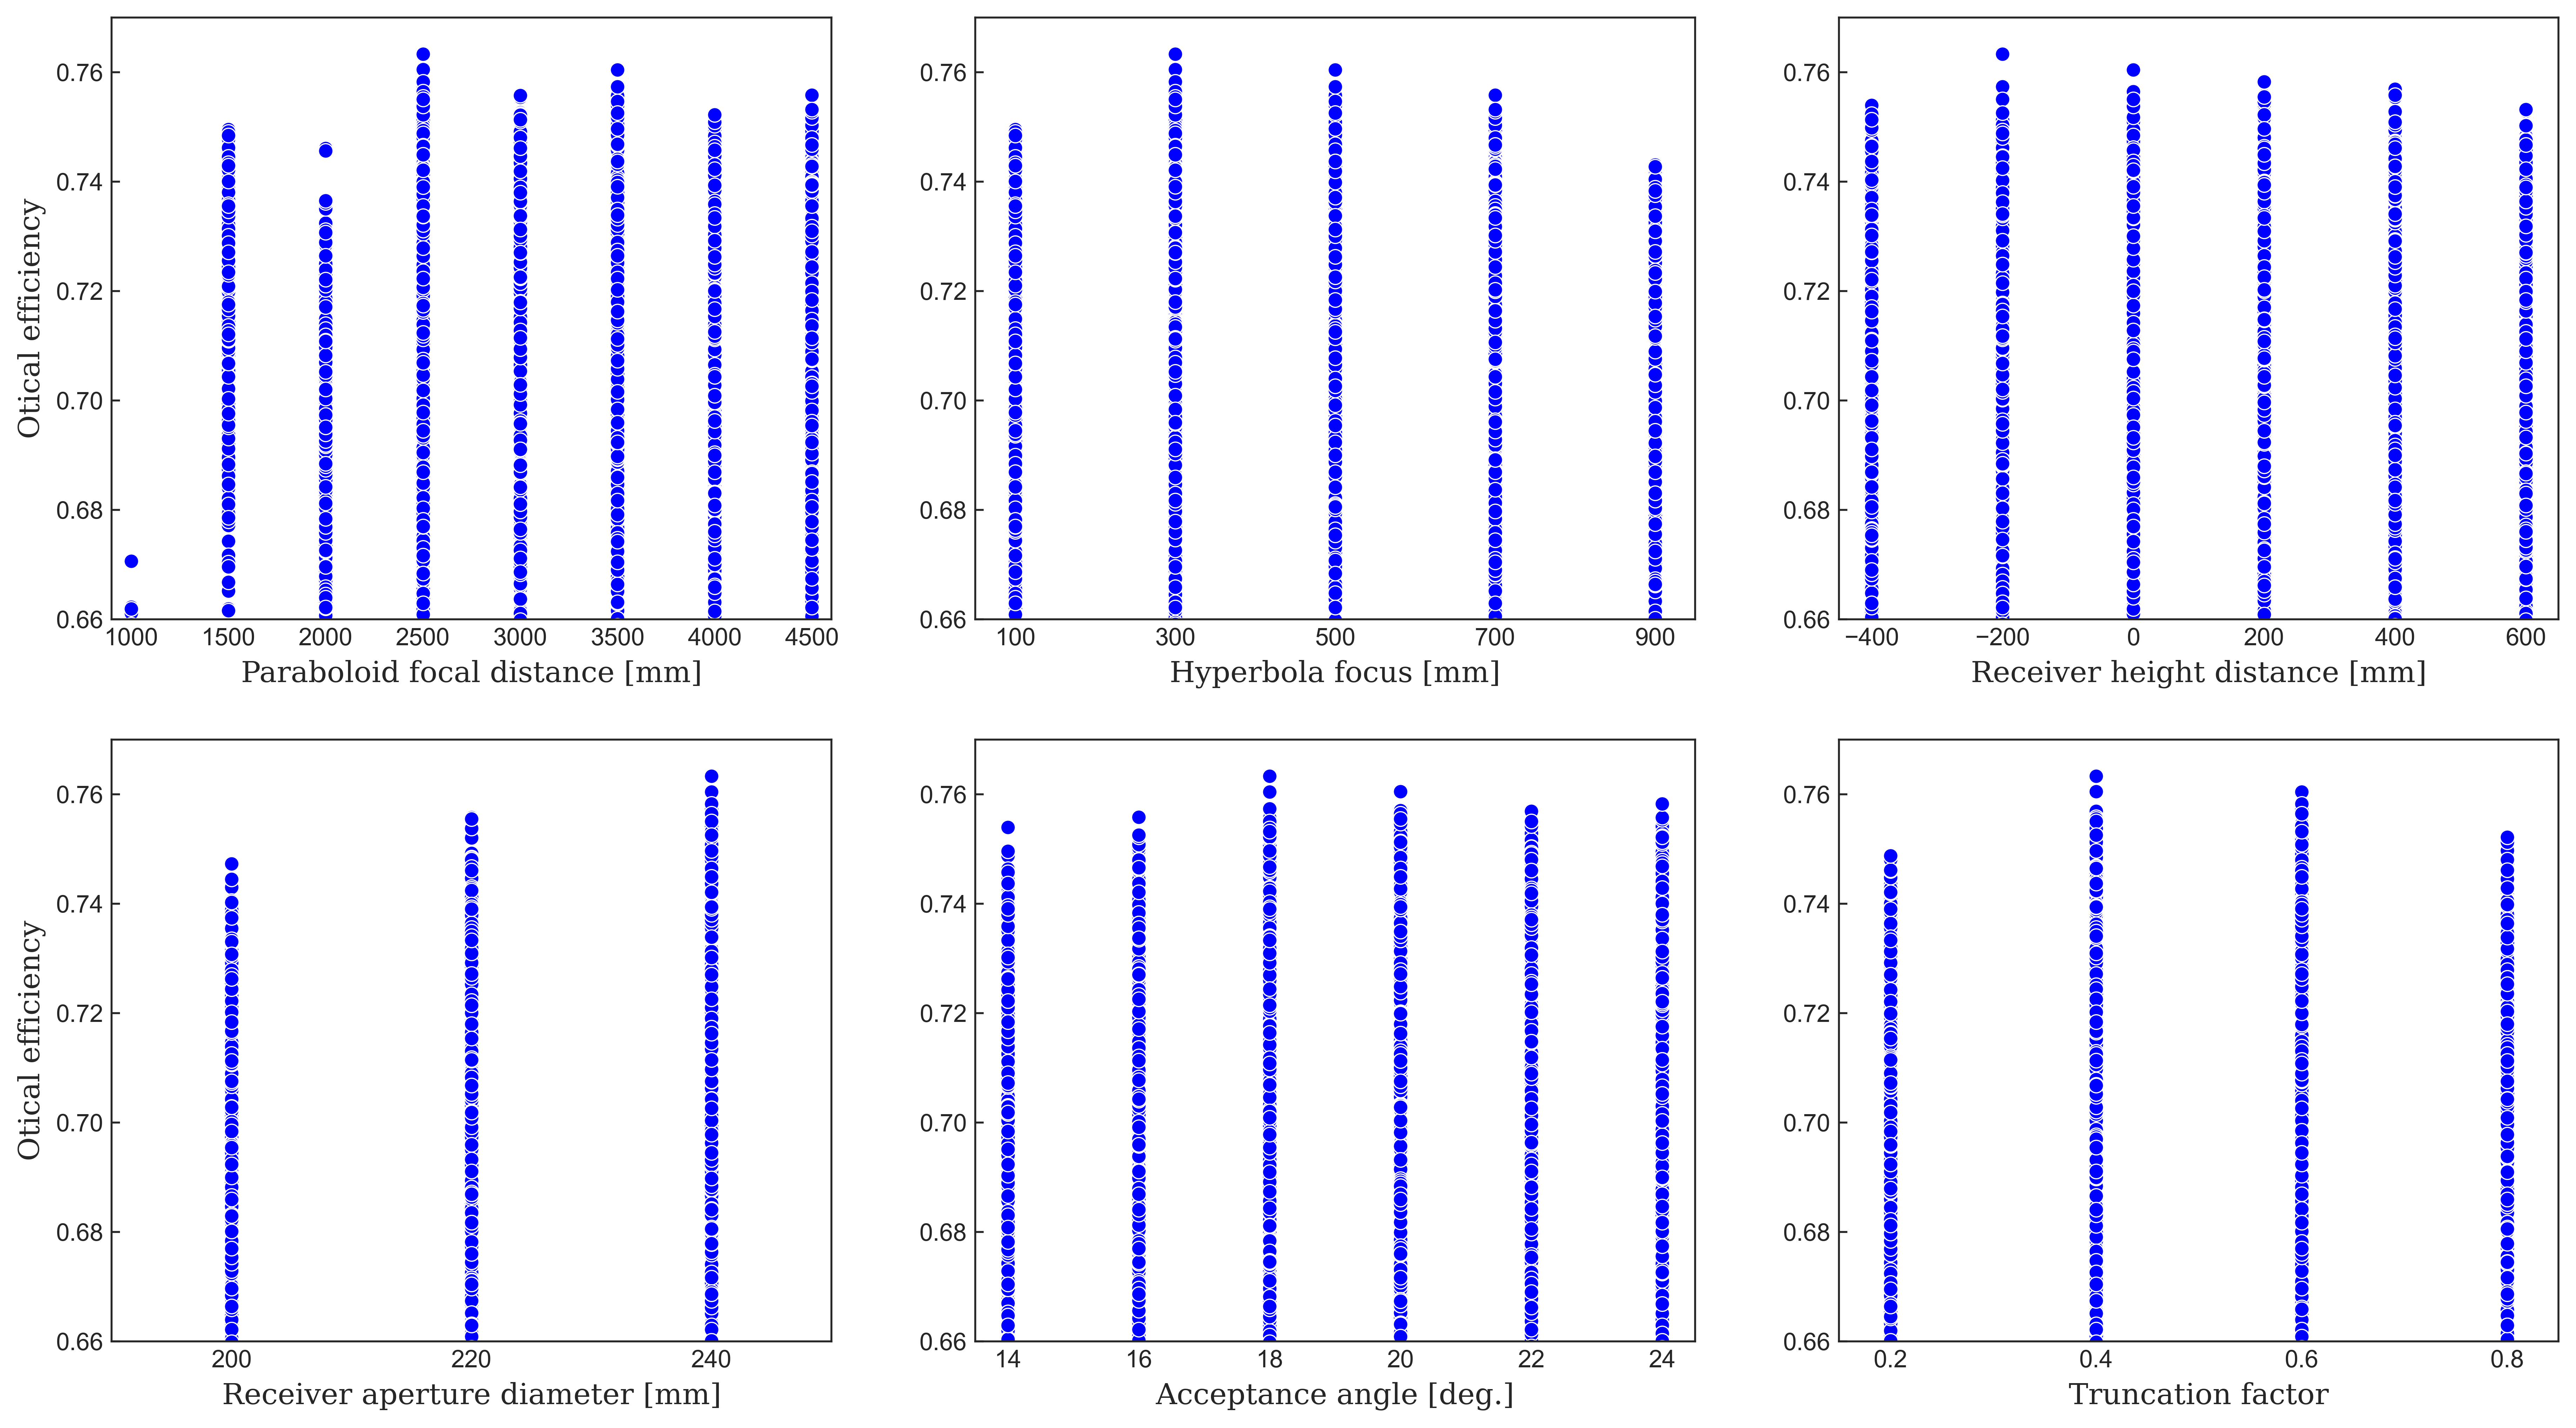 0.76
0.74
0.72
0.70
0.68
0.66
Otical efficiency
1000 1500 2000 2500 3000 3500 4000 4500
Paraboloid focal distance [mm]
0.76
0.74
0.72
0.70
0.68
0.66
100 300 500 700 900
Hyperbola focus [mm]
0.76
0.74
0.72
0.70
0.68
0.66
−400 −200 0 200 400 600
Receiver height distance [mm]
0.76
0.74
0.72
0.70
0.68
0.66
Otical efficiency
200 220 240
Receiver aperture diameter [mm]
0.76
0.74
0.72
0.70
0.68
0.66
14 16 18 20 22 24
Acceptance angle [deg.]
0.76
0.74
0.72
0.70
0.68
0.66
0.2 0.4 0.6 0.8
Truncation factor